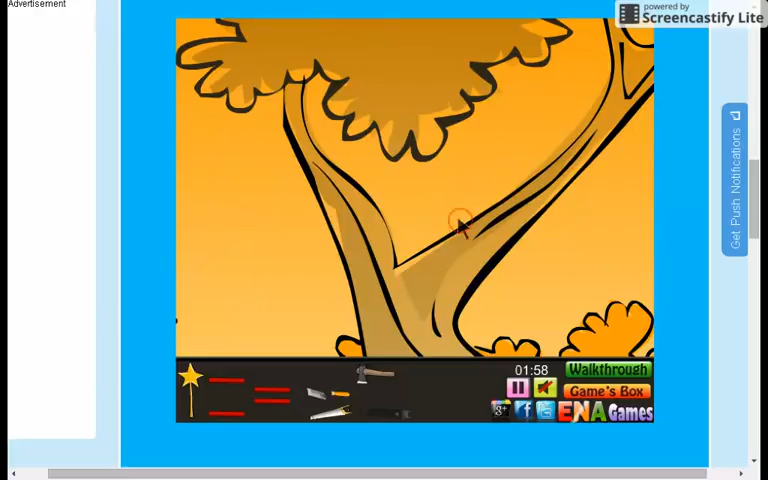 Advertisement
powered by
Screencastify Lite
Get Push Notifications
01:58
Walkthrough
Game's Box
g+ f
ENA Games